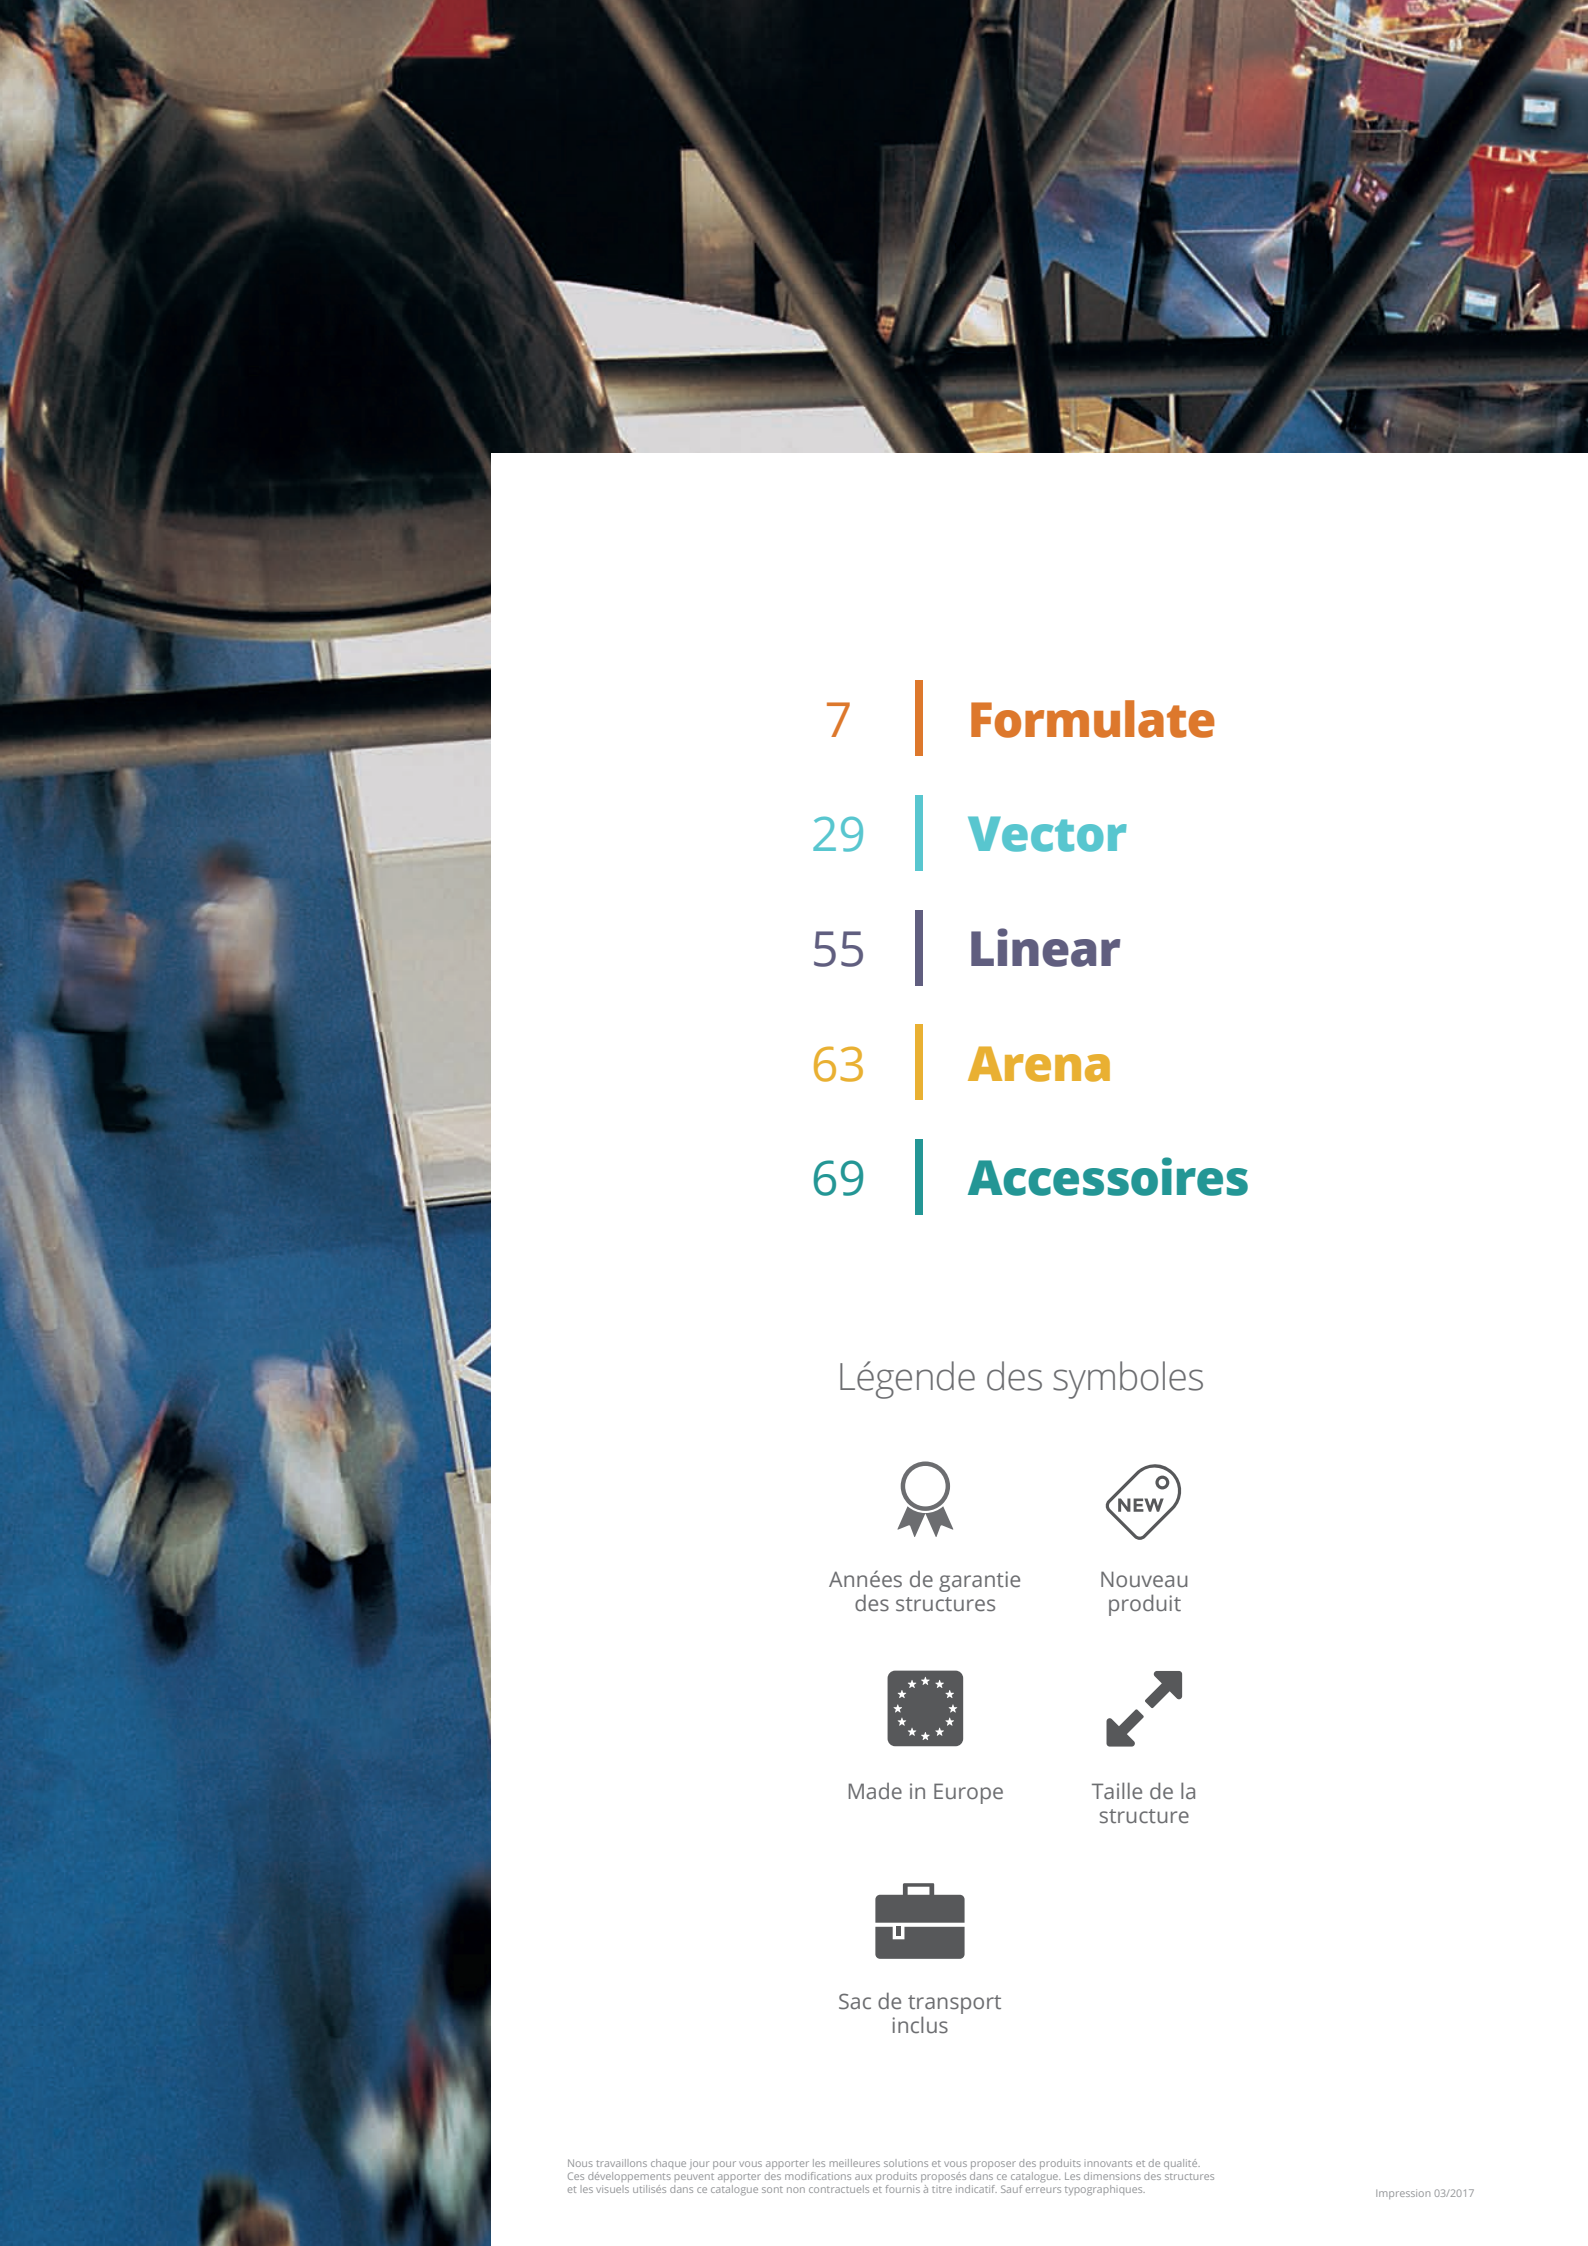 7 Formulate
29 Vector
55 Linear
63 Arena
69 Accessoires
Légende des symboles
NEW
Années de garantie
des structures
Nouveau
produit
Made in Europe
Taille de la
structure
Sac de transport
inclus
Nous travaillons chaque jour pour vous apporter les meilleures solutions et vous proposer des produits innovants et de qualité.
Ces développements peuvent apporter des modifications aux produits proposés dans ce catalogue. Les dimensions des structures
et les visuels utilisés dans ce catalogue sont non contractuels et fournis à titre indicatif. Sauf erreurs typographiques.
Impression 03/2017